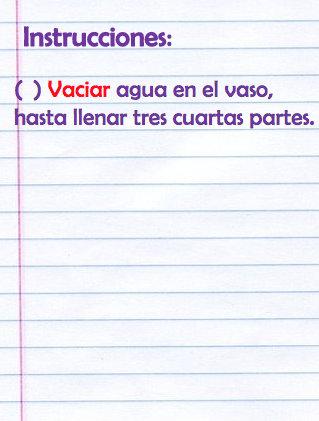 Instrucciones:
( ) Vaciar agua en el vaso,
hasta llenar tres cuartas partes.